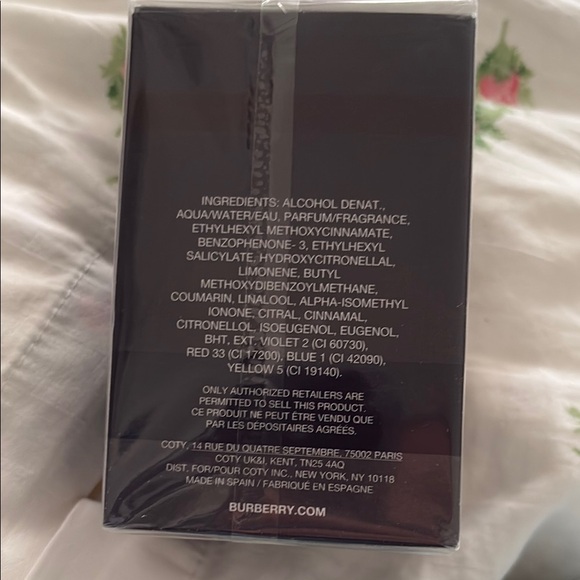 INGREDIENTS: ALCOHOL DENAT.,
AQUA/WATER/EAU, PARFUM/FRAGRANCE,
ETHYLHEXYL METHOXYCINNAMATE,
BENZOPHENONE- 3, ETHYLHEXYL
SALICYLATE, HYDROXYCITRONELLAL,
LIMONENE, BUTYL
METHOXYDIBENZOYLMETHANE,
COUMARIN, LINALOOL, ALPHA-ISOMETHYL
IONONE, CITRAL, CINNAMAL,
CITRONELLOL, ISOEUGENOL, EUGENOL,
BHT, EXT. VIOLET 2 (CI 60730),
RED 33 (CI 17200), BLUE 1 (CI 42090),
YELLOW 5 (CI 19140).
ONLY AUTHORIZED RETAILERS ARE
PERMITTED TO SELL THIS PRODUCT.
CE PRODUIT NE PEUT ÊTRE VENDU QUE
PAR LES DÉPOSITAIRES AGRÉÉS.
COTY, 14 RUE DU QUATRE SEPTEMBRE, 75002 PARIS
COTY UK&I, KENT, TN25 4AQ
DIST. FOR/POUR COTY INC., NEW YORK, NY 10118
MADE IN SPAIN / FABRIQUÉ EN ESPAGNE
BURBERRY.COM